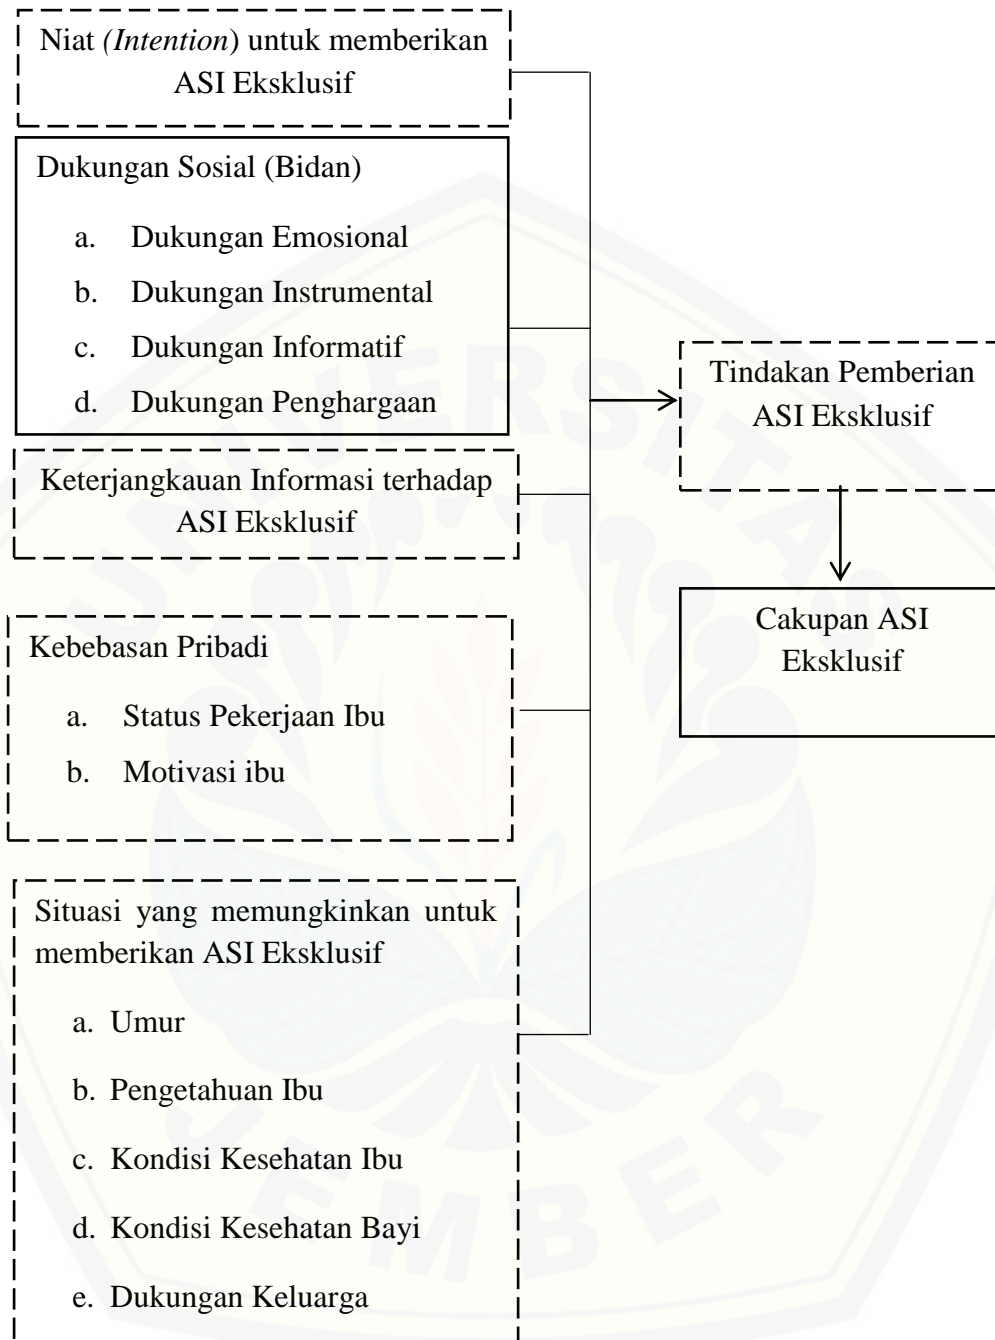 Niat (Intention) untuk memberikan
ASI Eksklusif
Dukungan Sosial (Bidan)
a. Dukungan Emosional
b. Dukungan Instrumental
c. Dukungan Informatif
d. Dukungan Penghargaan
Keterjangkauan Informasi terhadap
ASI Eksklusif
Kebebasan Pribadi
a. Status Pekerjaan Ibu
b. Motivasi ibu
Situasi yang memungkinkan untuk
memberikan ASI Eksklusif
a. Umur
b. Pengetahuan Ibu
c. Kondisi Kesehatan Ibu
d. Kondisi Kesehatan Bayi
e. Dukungan Keluarga
Tindakan Pemberian
ASI Eksklusif
Cakupan ASI
Eksklusif
UNIVERSITAS
JEMBER